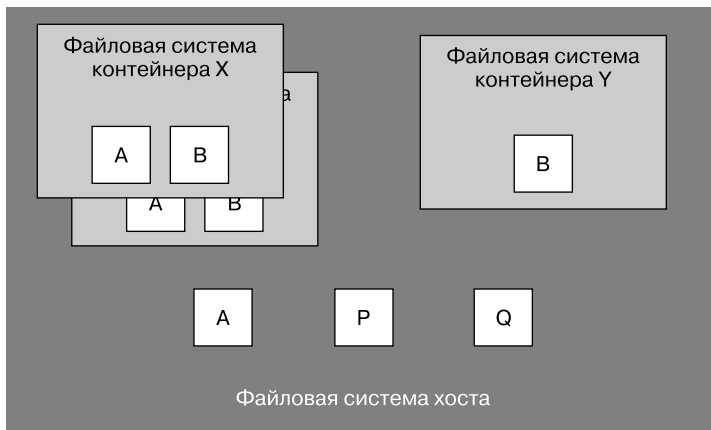 Файловая система
контейнера X
A B
A B
Файловая система
контейнера Y
B
A P Q
Файловая система хоста